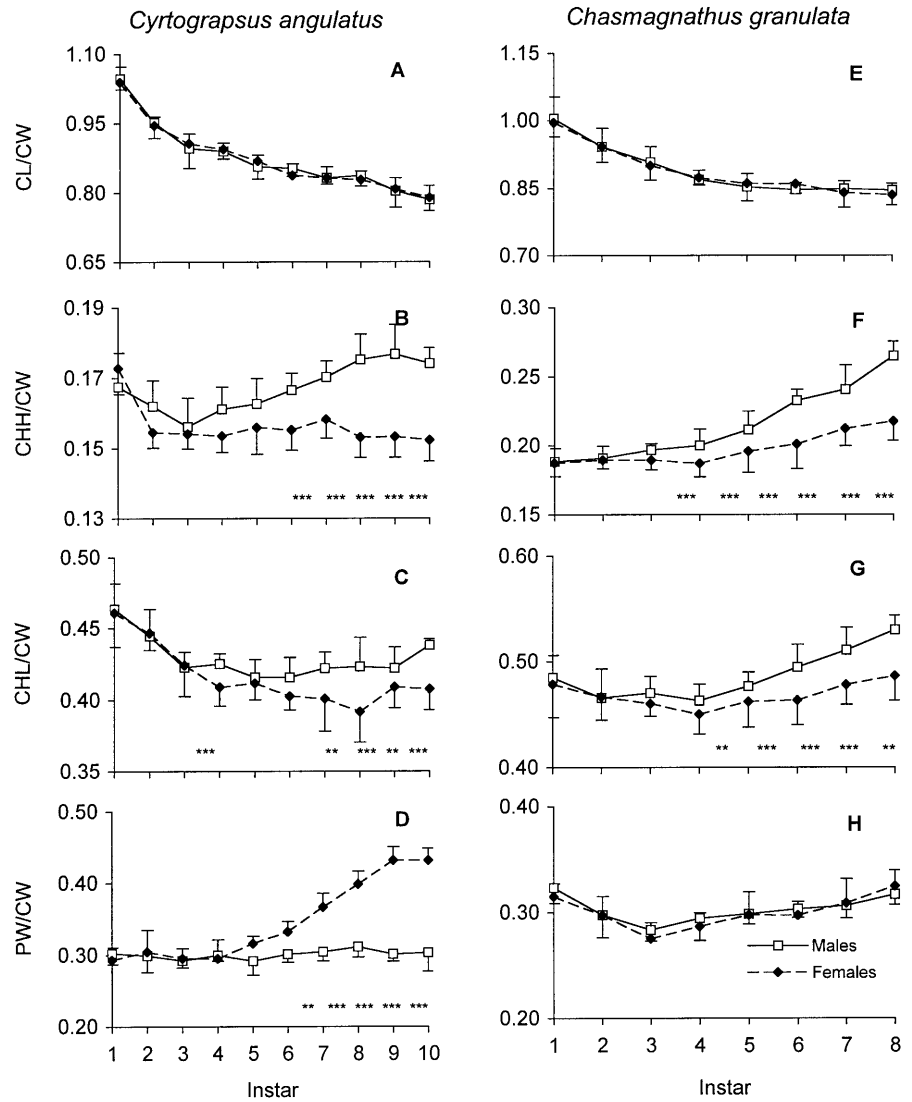 Cyrtograpsus angulatus
Chasmagnathus granulata
CL/CW
1.10
0.95
0.80
0.65
A
1.15
1.00
0.85
0.70
E
CHH/CW
0.19
0.17
0.15
0.13
B
*** *** *** *** ***
0.30
0.25
0.20
0.15
F
*** *** *** *** *** ***
CHL/CW
0.50
0.45
0.40
0.35
C
*** ** *** ** ***
0.60
0.50
0.40
G
** *** *** *** **
PW/CW
0.50
0.40
0.30
0.20
D
** *** *** *** ***
1 2 3 4 5 6 7 8 9 10
Instar
0.40
0.30
0.20
H
Males
Females
1 2 3 4 5 6 7 8
Instar